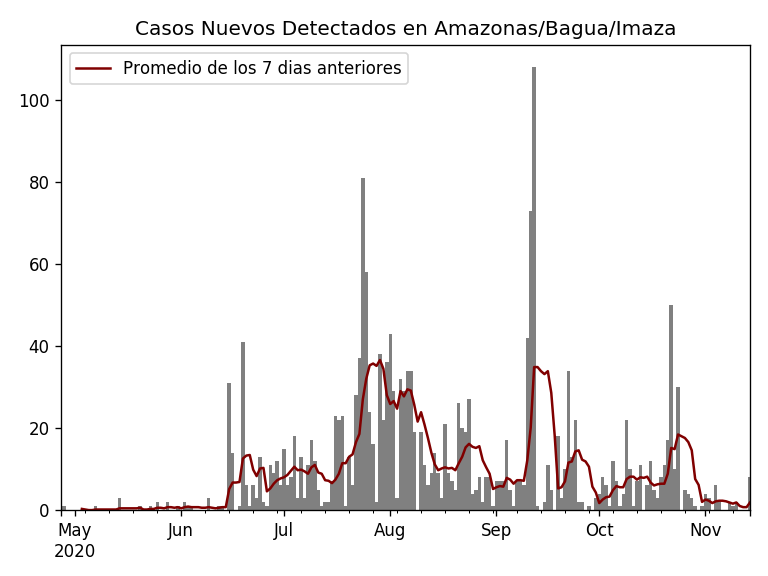 Casos Nuevos Detectados en Amazonas/Bagua/Imaza
Promedio de los 7 dias anteriores
100
80
60
40
20
0
May Jun Jul Aug Sep Oct Nov
2020